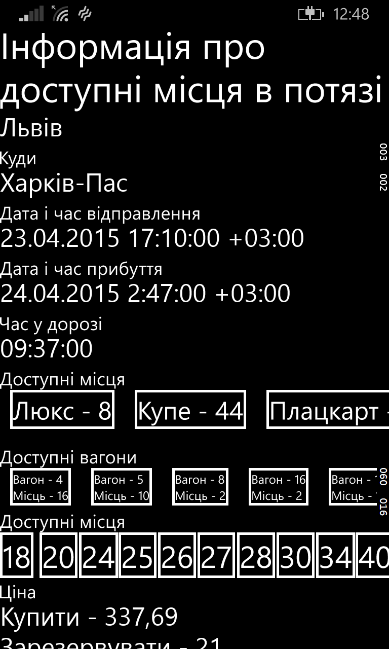 12:48
Інформація про
доступні місця в потязі
Львів
Куди
Харків-Пас
Дата і час відправлення
23.04.2015 17:10:00 +03:00
Дата і час прибуття
24.04.2015 2:47:00 +03:00
Час у дорозі
09:37:00
Доступні місця
Люкс - 8 Купе - 44 Плацкарт -
Доступні вагони
Вагон - 4 Вагон - 5 Вагон - 8 Вагон - 16 Вагон -
Місць - 16 Місць - 10 Місць - 2 Місць - 2 Місць -
Доступні місця
18 20 24 25 26 27 28 30 34 40
Ціна
Купити - 337,69
Зарезервувати - 21
003 002
060 016